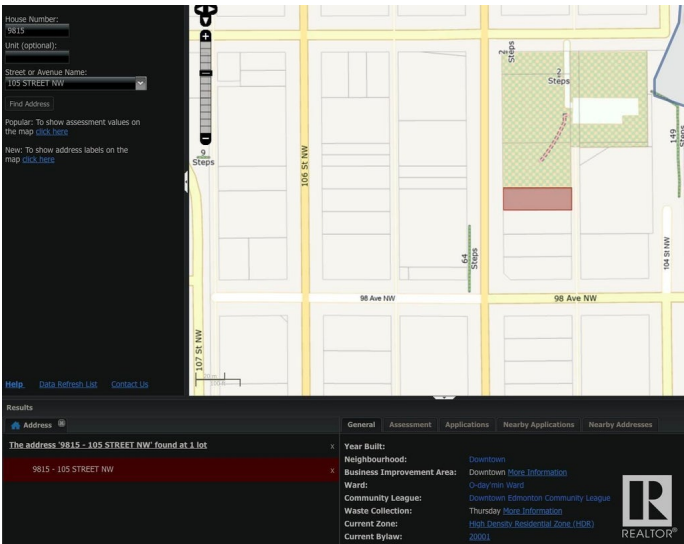 House Number:
9815
Unit (optional):
Street or Avenue Name:
105 STREET NW
Find Address
Popular: To show assessment values on
the map click here
New: To show address labels on the
map click here
Help
Data Refresh List
Contact Us
9
Steps
106 St NW
2
Steps
2
Steps
149
Steps
64
Steps
104 St NW
98 Ave NW
98 Ave NW
107 St NW
Results
Address
The address '9815 - 105 STREET NW' found at 1 lot x
9815 - 105 STREET NW x
General Assessment Applications Nearby Applications Nearby Addresses
Year Built:
Neighbourhood: Downtown
Business Improvement Area: Downtown More Information
Ward: O-day'min Ward
Community League: Downtown Edmonton Community League
Waste Collection: Thursday More Information
Current Zone: High Density Residential Zone (HDR)
Current Bylaw: 20001
R
REALTOR®